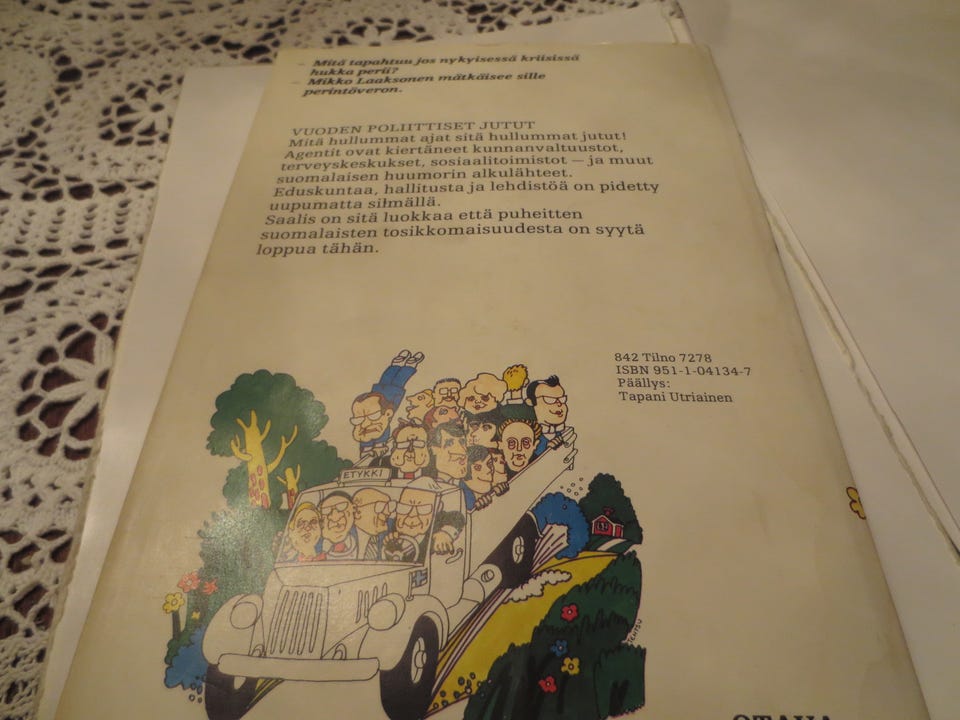 – Mitä tapahtuu jos nykyisessä kriisissä
hukka perii?
– Mikko Laaksonen mätkäisee sille
perintöveron.
VUODEN POLIITTISET JUTUT
Mitä hullummat ajat sitä hullummat jutut!
Agentit ovat kiertäneet kunnanvaltuustot,
terveyskeskukset, sosiaalitoimistot – ja muut
suomalaisen huumorin alkulähteet.
Eduskuntaa, hallitusta ja lehdistöä on pidetty
uupumatta silmällä.
Saalis on sitä luokkaa että puheitten
suomalaisten tosikkomaisuudesta on syytä
loppua tähän.
842 Tilno 7278
ISBN 951-1-04134-7
Päällys:
Tapani Utriainen
ETYKKI
OTAVA